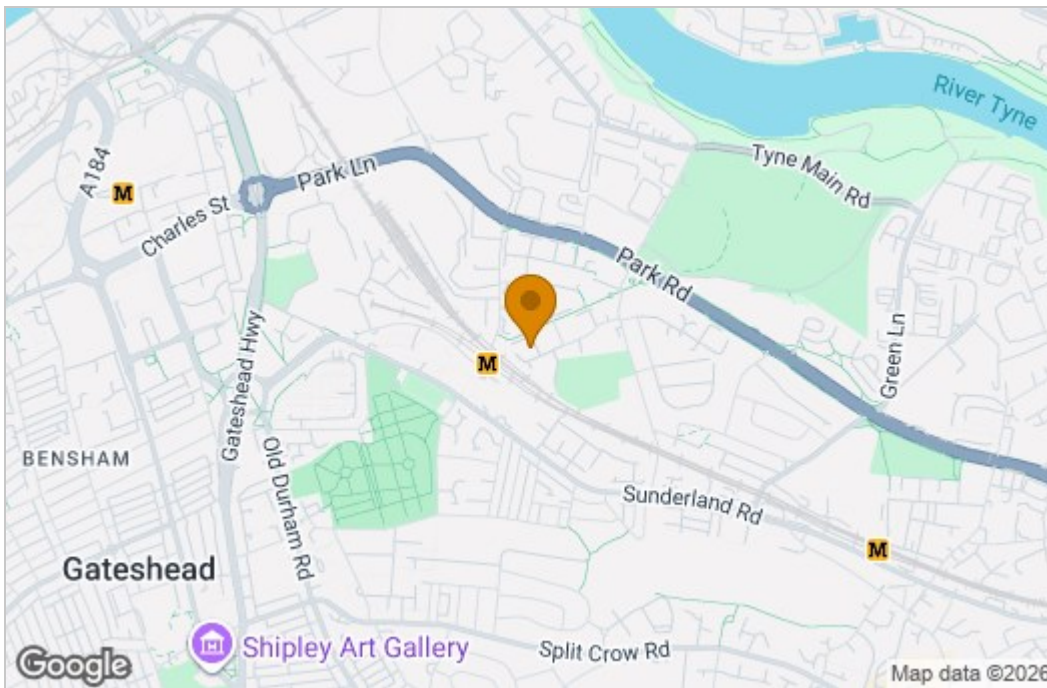 River Tyne
Tyne Main Rd
A184
Park Ln
M
Charles St
Park Rd
Green Ln
M
Gateshead Hwy
BENSHAM
Old Durham Rd
Sunderland Rd
M
Gateshead
Shipley Art Gallery
Split Crow Rd
Google
Map data ©2026